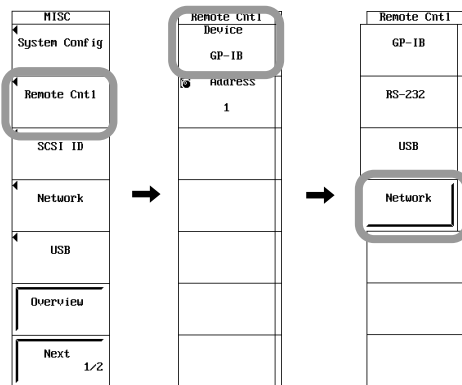 MISC
System Config
Remote Cntl
SCSI ID
Network
USB
Overview
Next
1/2
Remote Cntl
Device
GP-IB
Address
1
Remote Cntl
GP-IB
RS-232
USB
Network